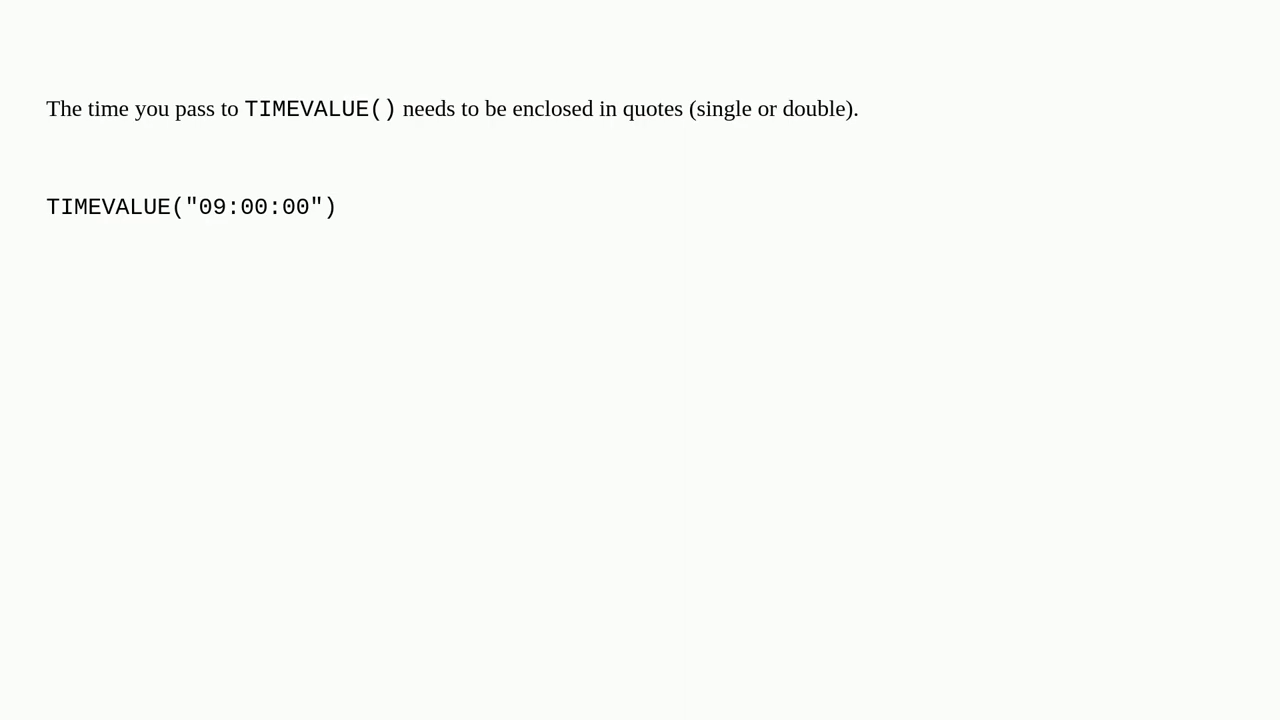 The time you pass to TIMEVALUE() needs to be enclosed in quotes (single or double).
TIMEVALUE("09:00:00")